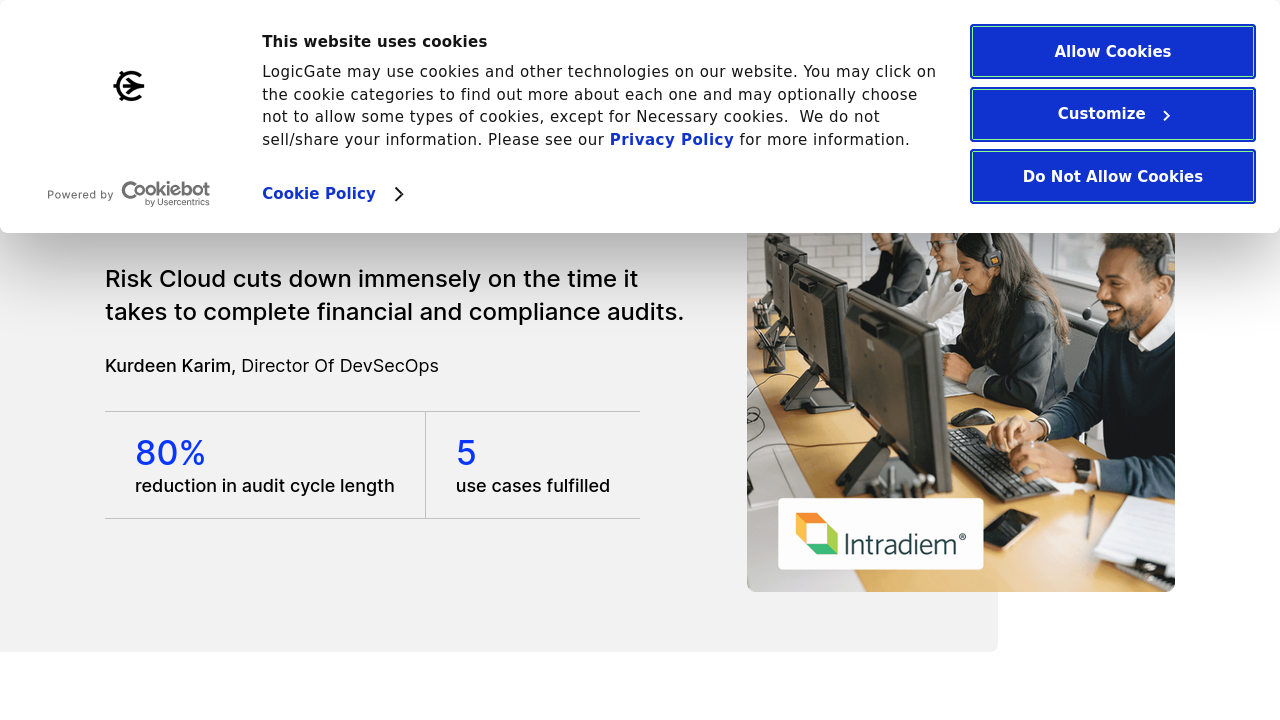 This website uses cookies
LogicGate may use cookies and other technologies on our website. You may click on
the cookie categories to find out more about each one and may optionally choose
not to allow some types of cookies, except for Necessary cookies.  We do not
sell/share your information. Please see our Privacy Policy for more information.
Cookie Policy
Powered by Cookiebot
by Usercentrics
Allow Cookies
Customize
Do Not Allow Cookies
Risk Cloud cuts down immensely on the time it
takes to complete financial and compliance audits.
Kurdeen Karim, Director Of DevSecOps
80%
reduction in audit cycle length
5
use cases fulfilled
Intradiem®